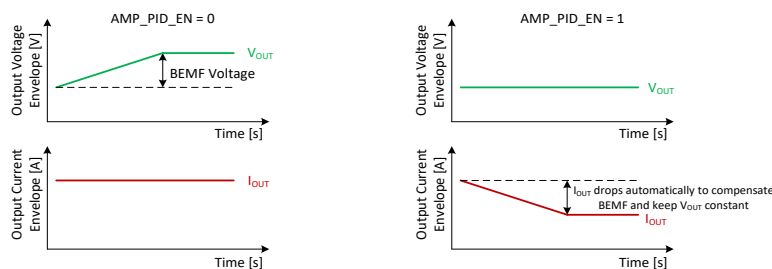 AMP_PID_EN = 0
Output Voltage
Envelope [V]
VOUT
BEMF Voltage
Time [s]
Output Current
Envelope [A]
IOUT
Time [s]
AMP_PID_EN = 1
Output Voltage
Envelope [V]
VOUT
Time [s]
Output Current
Envelope [A]
IOUT drops automatically to compensate
BEMF and keep VOUT constant
IOUT
Time [s]